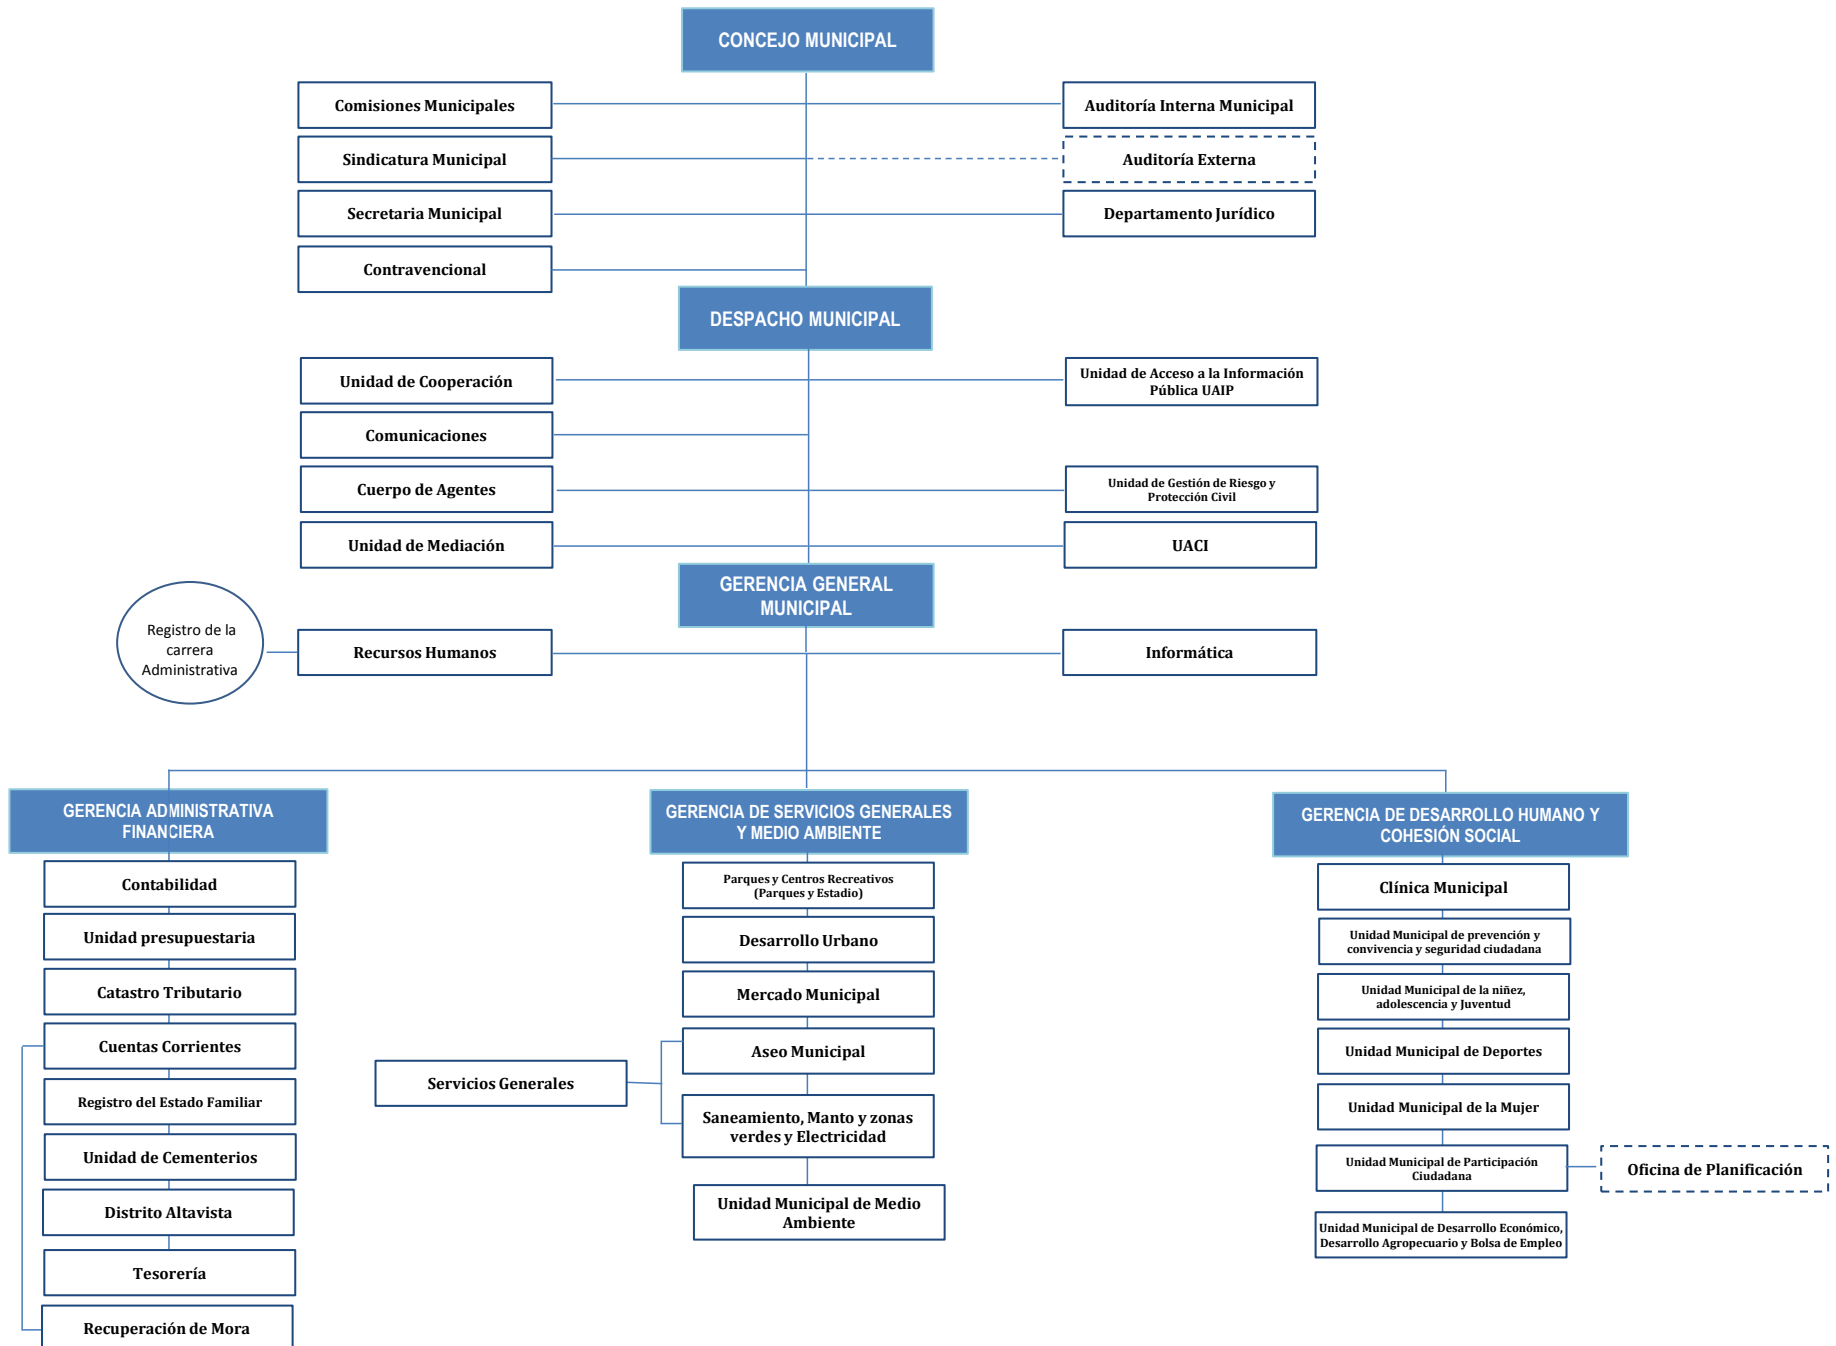 CONCEJO MUNICIPAL
Comisiones Municipales
Auditoría Interna Municipal
Sindicatura Municipal
Auditoría Externa
Secretaria Municipal
Departamento Jurídico
Contravencional
DESPACHO MUNICIPAL
Unidad de Cooperación
Unidad de Acceso a la Información
Pública UAIP
Comunicaciones
Cuerpo de Agentes
Unidad de Gestión de Riesgo y
Protección Civil
Unidad de Mediación
UACI
GERENCIA GENERAL
MUNICIPAL
Registro de la
carrera
Administrativa
Recursos Humanos
Informática
GERENCIA ADMINISTRATIVA
FINANCIERA
Contabilidad
Unidad presupuestaria
Catastro Tributario
Cuentas Corrientes
Registro del Estado Familiar
Unidad de Cementerios
Distrito Altavista
Tesorería
Recuperación de Mora
GERENCIA DE SERVICIOS GENERALES
Y MEDIO AMBIENTE
Parques y Centros Recreativos
(Parques y Estadio)
Desarrollo Urbano
Mercado Municipal
Aseo Municipal
Servicios Generales
Saneamiento, Manto y zonas
verdes y Electricidad
Unidad Municipal de Medio
Ambiente
GERENCIA DE DESARROLLO HUMANO Y
COHESIÓN SOCIAL
Clínica Municipal
Unidad Municipal de prevención y
convivencia y seguridad ciudadana
Unidad Municipal de la niñez,
adolescencia y Juventud
Unidad Municipal de Deportes
Unidad Municipal de la Mujer
Unidad Municipal de Participación
Ciudadana
Oficina de Planificación
Unidad Municipal de Desarrollo Económico,
Desarrollo Agropecuario y Bolsa de Empleo